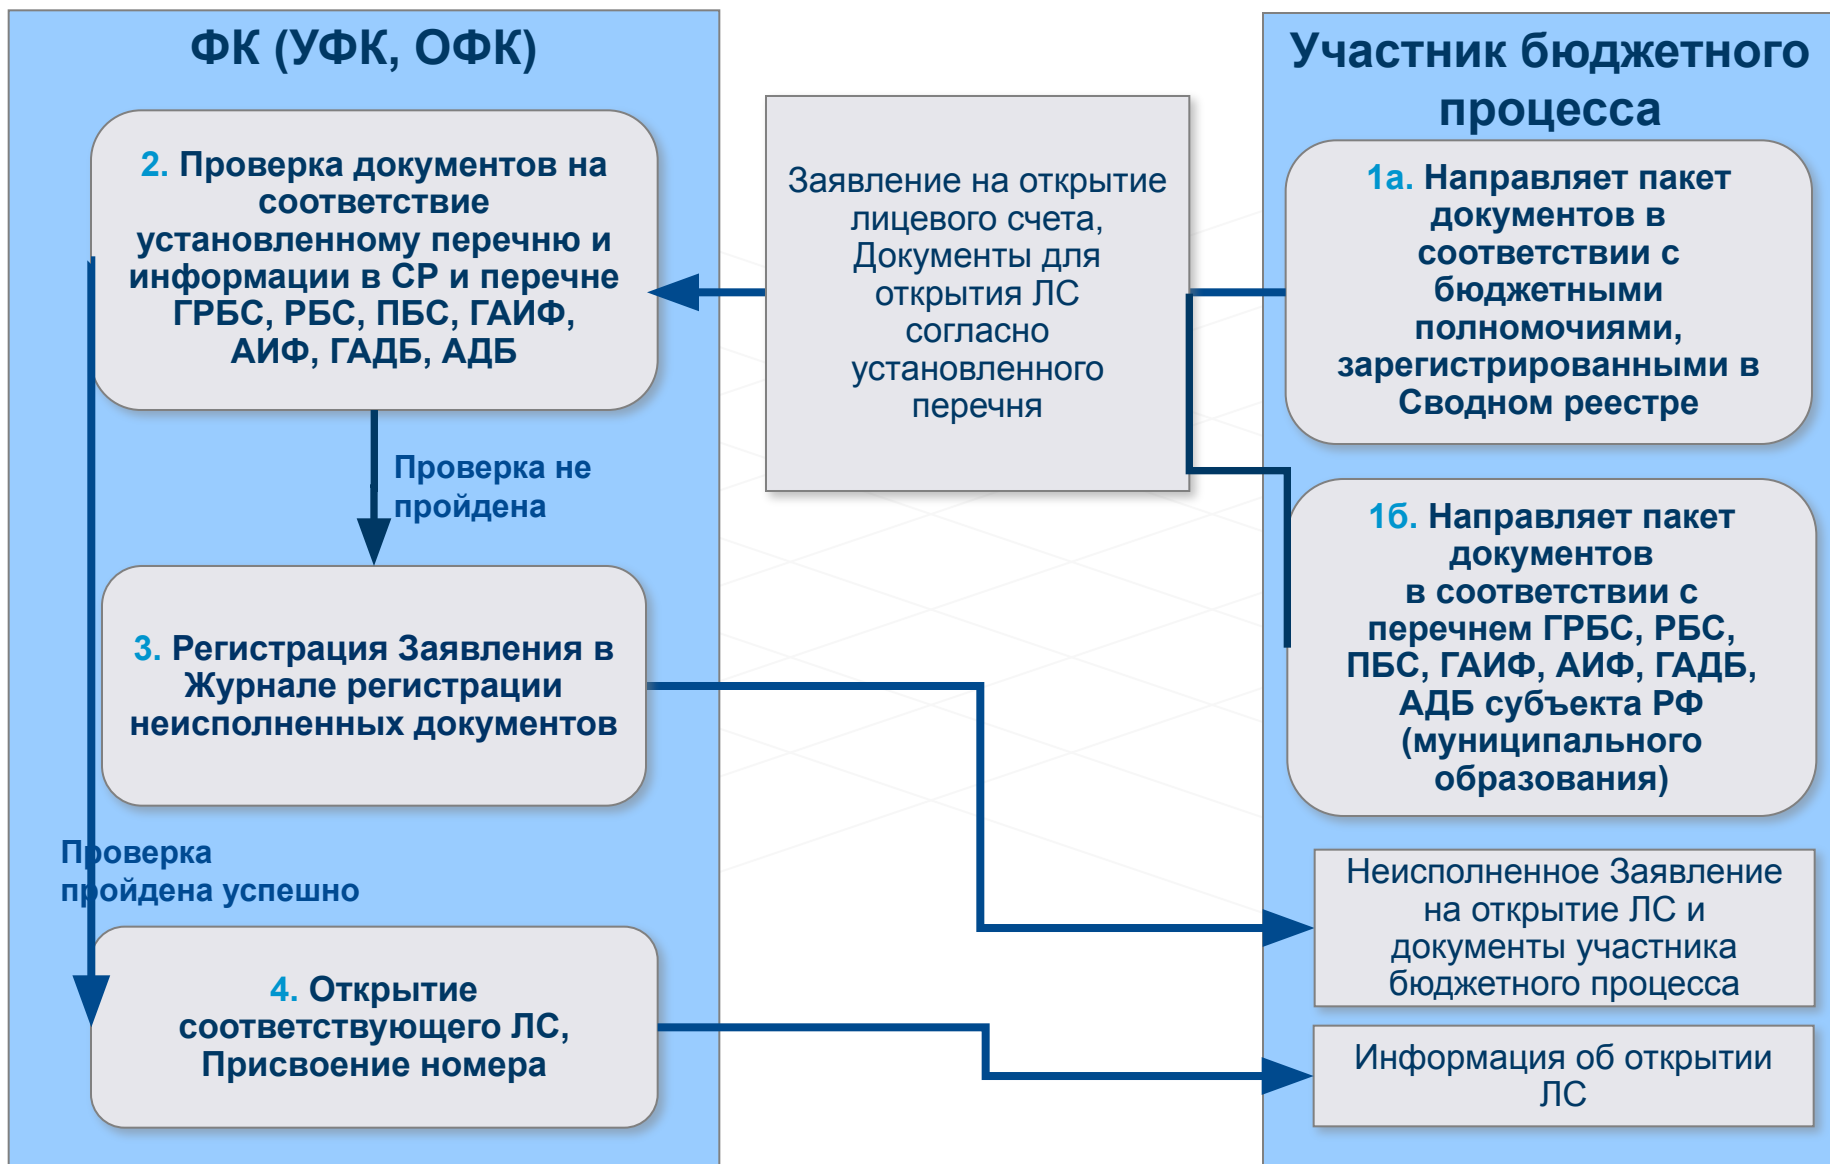 ФК (УФК, ОФК)
2. Проверка документов на
соответствие
установленному перечню и
информации в СР и перечне
ГРБС, РБС, ПБС, ГАИФ,
АИФ, ГАДБ, АДБ
Проверка не
пройдена
3. Регистрация Заявления в
Журнале регистрации
неисполненных документов
Проверка
пройдена успешно
4. Открытие
соответствующего ЛС,
Присвоение номера
Заявление на открытие
лицевого счета,
Документы для
открытия ЛС
согласно
установленного
перечня
Участник бюджетного
процесса
1а. Направляет пакет
документов в
соответствии с
бюджетными
полномочиями,
зарегистрированными в
Сводном реестре
1б. Направляет пакет
документов
в соответствии с
перечнем ГРБС, РБС,
ПБС, ГАИФ, АИФ, ГАДБ,
АДБ субъекта РФ
(муниципального
образования)
Неисполненное Заявление
на открытие ЛС и
документы участника
бюджетного процесса
Информация об открытии
ЛС